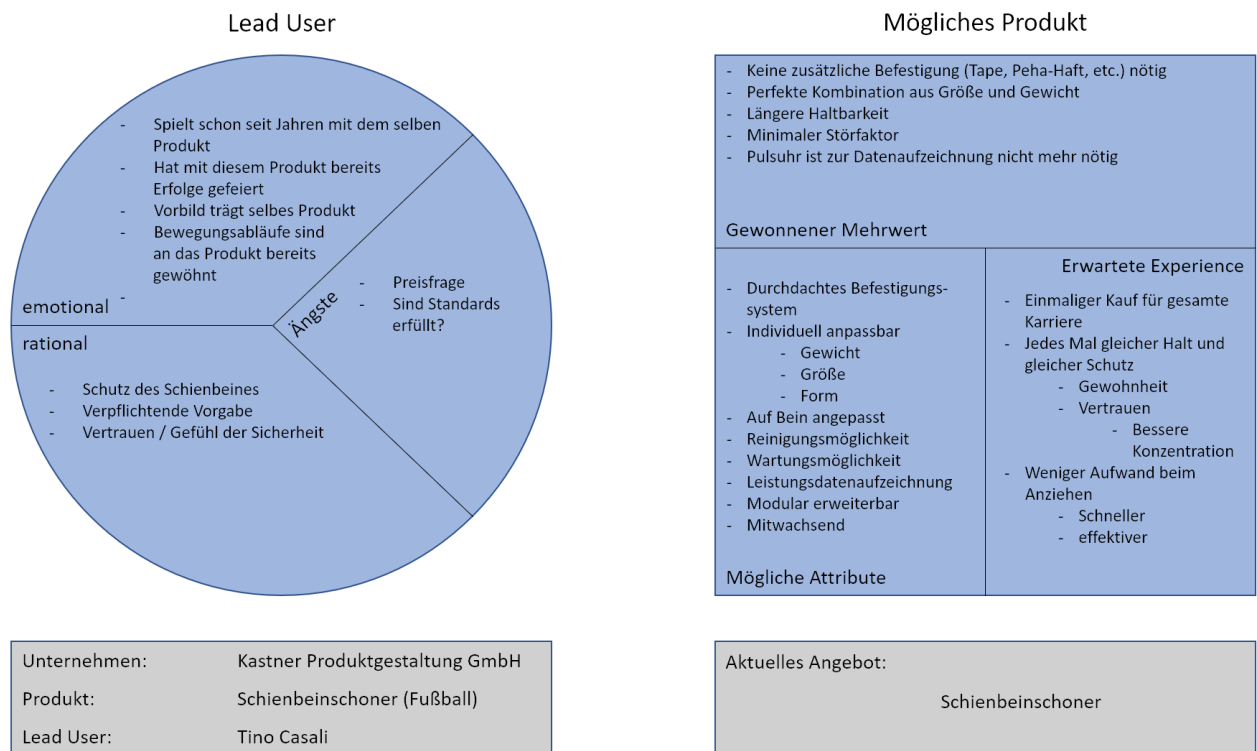 Lead User
- Spielt schon seit Jahren mit dem selben
Produkt
- Hat mit diesem Produkt bereits
Erfolge gefeiert
- Vorbild trägt selbes Produkt
- Bewegungsabläufe sind
an das Produkt bereits
gewöhnt
-
emotional
Ängste
- Preisfrage
- Sind Standards
erfüllt?
rational
- Schutz des Schienbeines
- Verpflichtende Vorgabe
- Vertrauen / Gefühl der Sicherheit
Unternehmen: Kastner Produktgestaltung GmbH
Produkt: Schienbeinschoner (Fußball)
Lead User: Tino Casali
Mögliches Produkt
- Keine zusätzliche Befestigung (Tape, Peha-Haft, etc.) nötig
- Perfekte Kombination aus Größe und Gewicht
- Längere Haltbarkeit
- Minimaler Störfaktor
- Pulsuhr ist zur Datenaufzeichnung nicht mehr nötig
Gewonnener Mehrwert
- Durchdachtes Befestigungs-
system
- Individuell anpassbar
- Gewicht
- Größe
- Form
- Auf Bein angepasst
- Reinigungsmöglichkeit
- Wartungsmöglichkeit
- Leistungsdatenaufzeichnung
- Modular erweiterbar
- Mitwachsend
Mögliche Attribute
Erwartete Experience
- Einmaliger Kauf für gesamte
Karriere
- Jedes Mal gleicher Halt und
gleicher Schutz
- Gewohnheit
- Vertrauen
- Bessere
Konzentration
- Weniger Aufwand beim
Anziehen
- Schneller
- effektiver
Aktuelles Angebot:
Schienbeinschoner